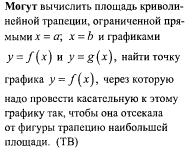 Могут вычислить площадь криволи-
нейной трапеции, ограниченной пря-
мыми x = a; x = b и графиками
y = f(x) и y = g(x), найти точку
графика y = f(x), через которую
надо провести касательную к этому
графику так, чтобы она отсекала
от фигуры трапецию наибольшей
площади. (ТВ)